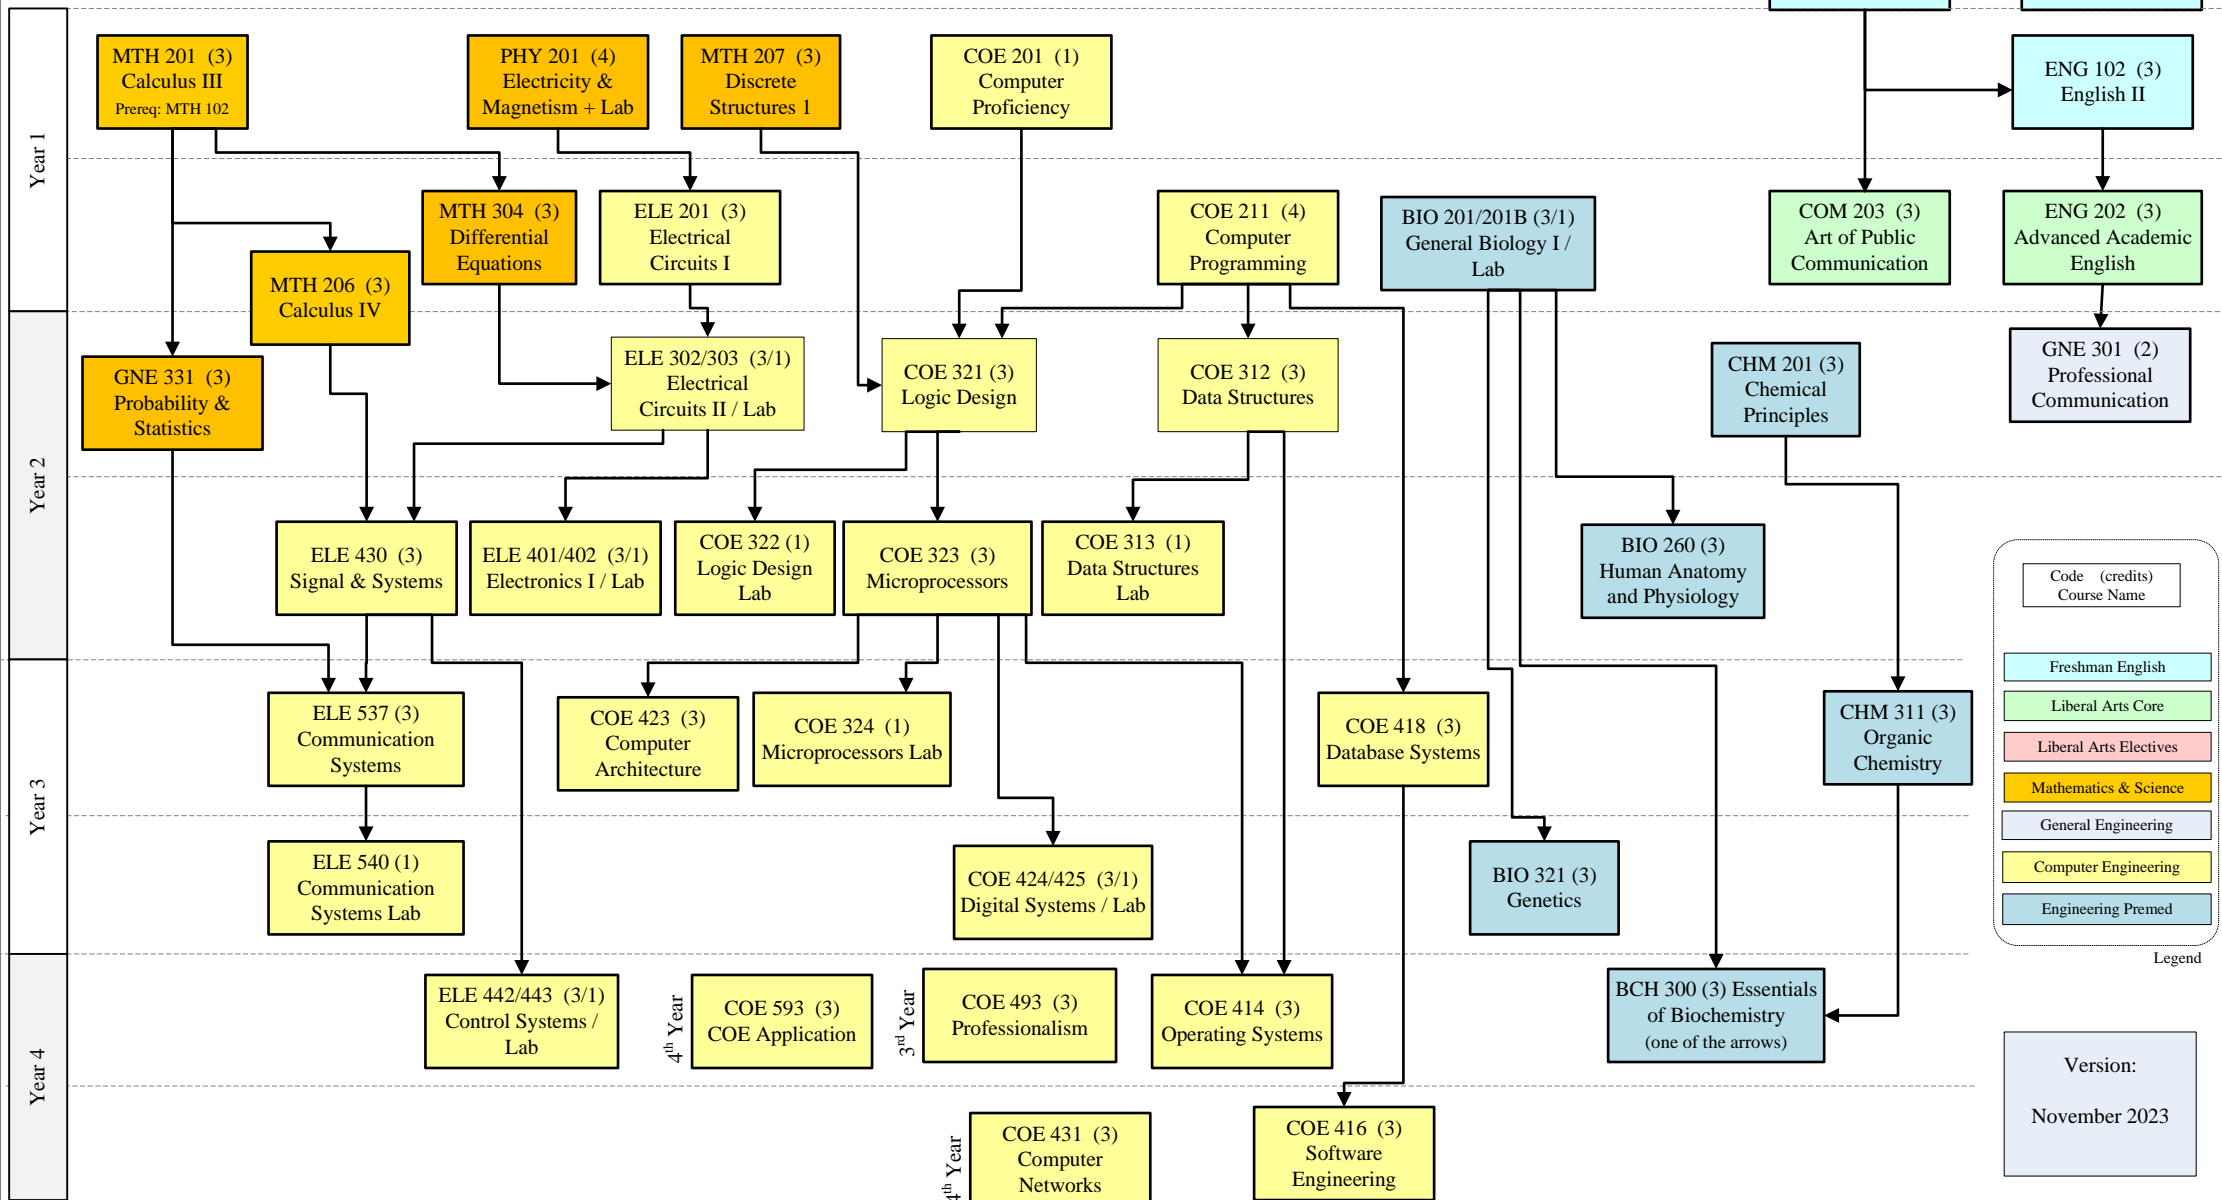 Year 1
MTH 201 (3)
Calculus III
Prereq: MTH 102
PHY 201 (4)
Electricity &
Magnetism + Lab
MTH 207 (3)
Discrete
Structures 1
COE 201 (1)
Computer
Proficiency
ENG 102 (3)
English II
MTH 206 (3)
Calculus IV
MTH 304 (3)
Differential
Equations
ELE 201 (3)
Electrical
Circuits I
COE 211 (4)
Computer
Programming
BIO 201/201B (3/1)
General Biology I /
Lab
COM 203 (3)
Art of Public
Communication
ENG 202 (3)
Advanced Academic
English
Year 2
GNE 331 (3)
Probability &
Statistics
ELE 302/303 (3/1)
Electrical
Circuits II / Lab
COE 321 (3)
Logic Design
COE 312 (3)
Data Structures
CHM 201 (3)
Chemical
Principles
GNE 301 (2)
Professional
Communication
ELE 430 (3)
Signal & Systems
ELE 401/402 (3/1)
Electronics I / Lab
COE 322 (1)
Logic Design
Lab
COE 323 (3)
Microprocessors
COE 313 (1)
Data Structures
Lab
BIO 260 (3)
Human Anatomy
and Physiology
Year 3
ELE 537 (3)
Communication
Systems
COE 423 (3)
Computer
Architecture
COE 324 (1)
Microprocessors Lab
COE 418 (3)
Database Systems
CHM 311 (3)
Organic
Chemistry
ELE 540 (1)
Communication
Systems Lab
COE 424/425 (3/1)
Digital Systems / Lab
BIO 321 (3)
Genetics
Year 4
ELE 442/443 (3/1)
Control Systems /
Lab
4th Year
COE 593 (3)
COE Application
3rd Year
COE 493 (3)
Professionalism
COE 414 (3)
Operating Systems
BCH 300 (3) Essentials
of Biochemistry
(one of the arrows)
4th Year
COE 431 (3)
Computer
Networks
COE 416 (3)
Software
Engineering
Code (credits)
Course Name
Freshman English
Liberal Arts Core
Liberal Arts Electives
Mathematics & Science
General Engineering
Computer Engineering
Engineering Premed
Legend
Version:
November 2023